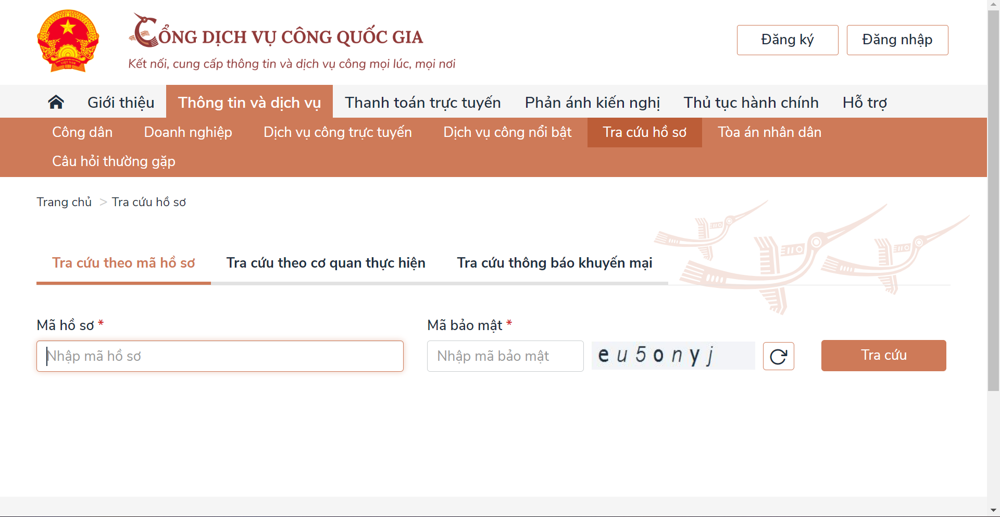 CỔNG DỊCH VỤ CÔNG QUỐC GIA
Kết nối, cung cấp thông tin và dịch vụ công mọi lúc, mọi nơi
Đăng ký
Đăng nhập
Giới thiệu
Thông tin và dịch vụ
Thanh toán trực tuyến
Phản ánh kiến nghị
Thủ tục hành chính
Hỗ trợ
Công dân
Doanh nghiệp
Dịch vụ công trực tuyến
Dịch vụ công nổi bật
Tra cứu hồ sơ
Tòa án nhân dân
Câu hỏi thường gặp
Trang chủ > Tra cứu hồ sơ
Tra cứu theo mã hồ sơ
Tra cứu theo cơ quan thực hiện
Tra cứu thông báo khuyến mại
Mã hồ sơ *
Nhập mã hồ sơ
Mã bảo mật *
Nhập mã bảo mật
eu5onyj
Tra cứu